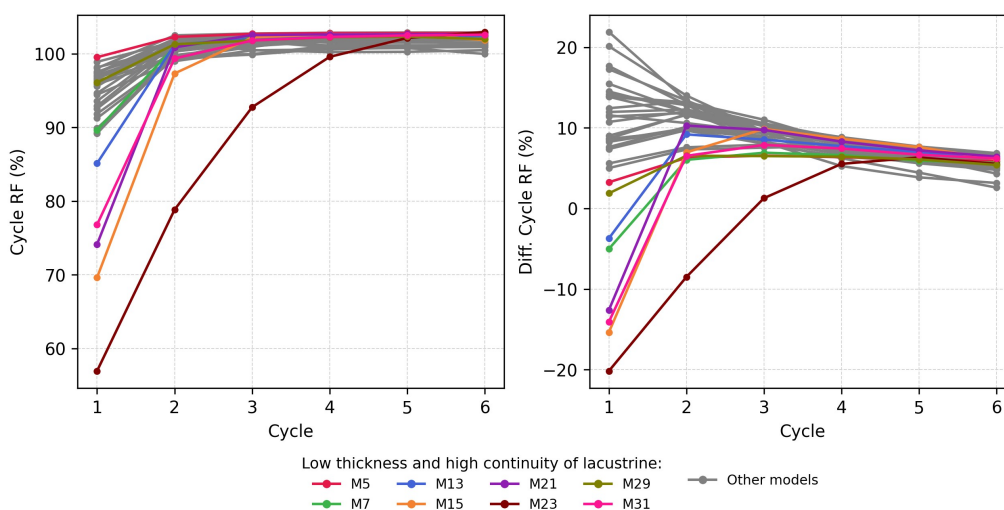 Cycle RF (%)
100
90
80
70
60
1 2 3 4 5 6
Cycle
Diff. Cycle RF (%)
20
10
0
−10
−20
1 2 3 4 5 6
Cycle
Low thickness and high continuity of lacustrine:
M5 M13 M21 M29 Other models
M7 M15 M23 M31